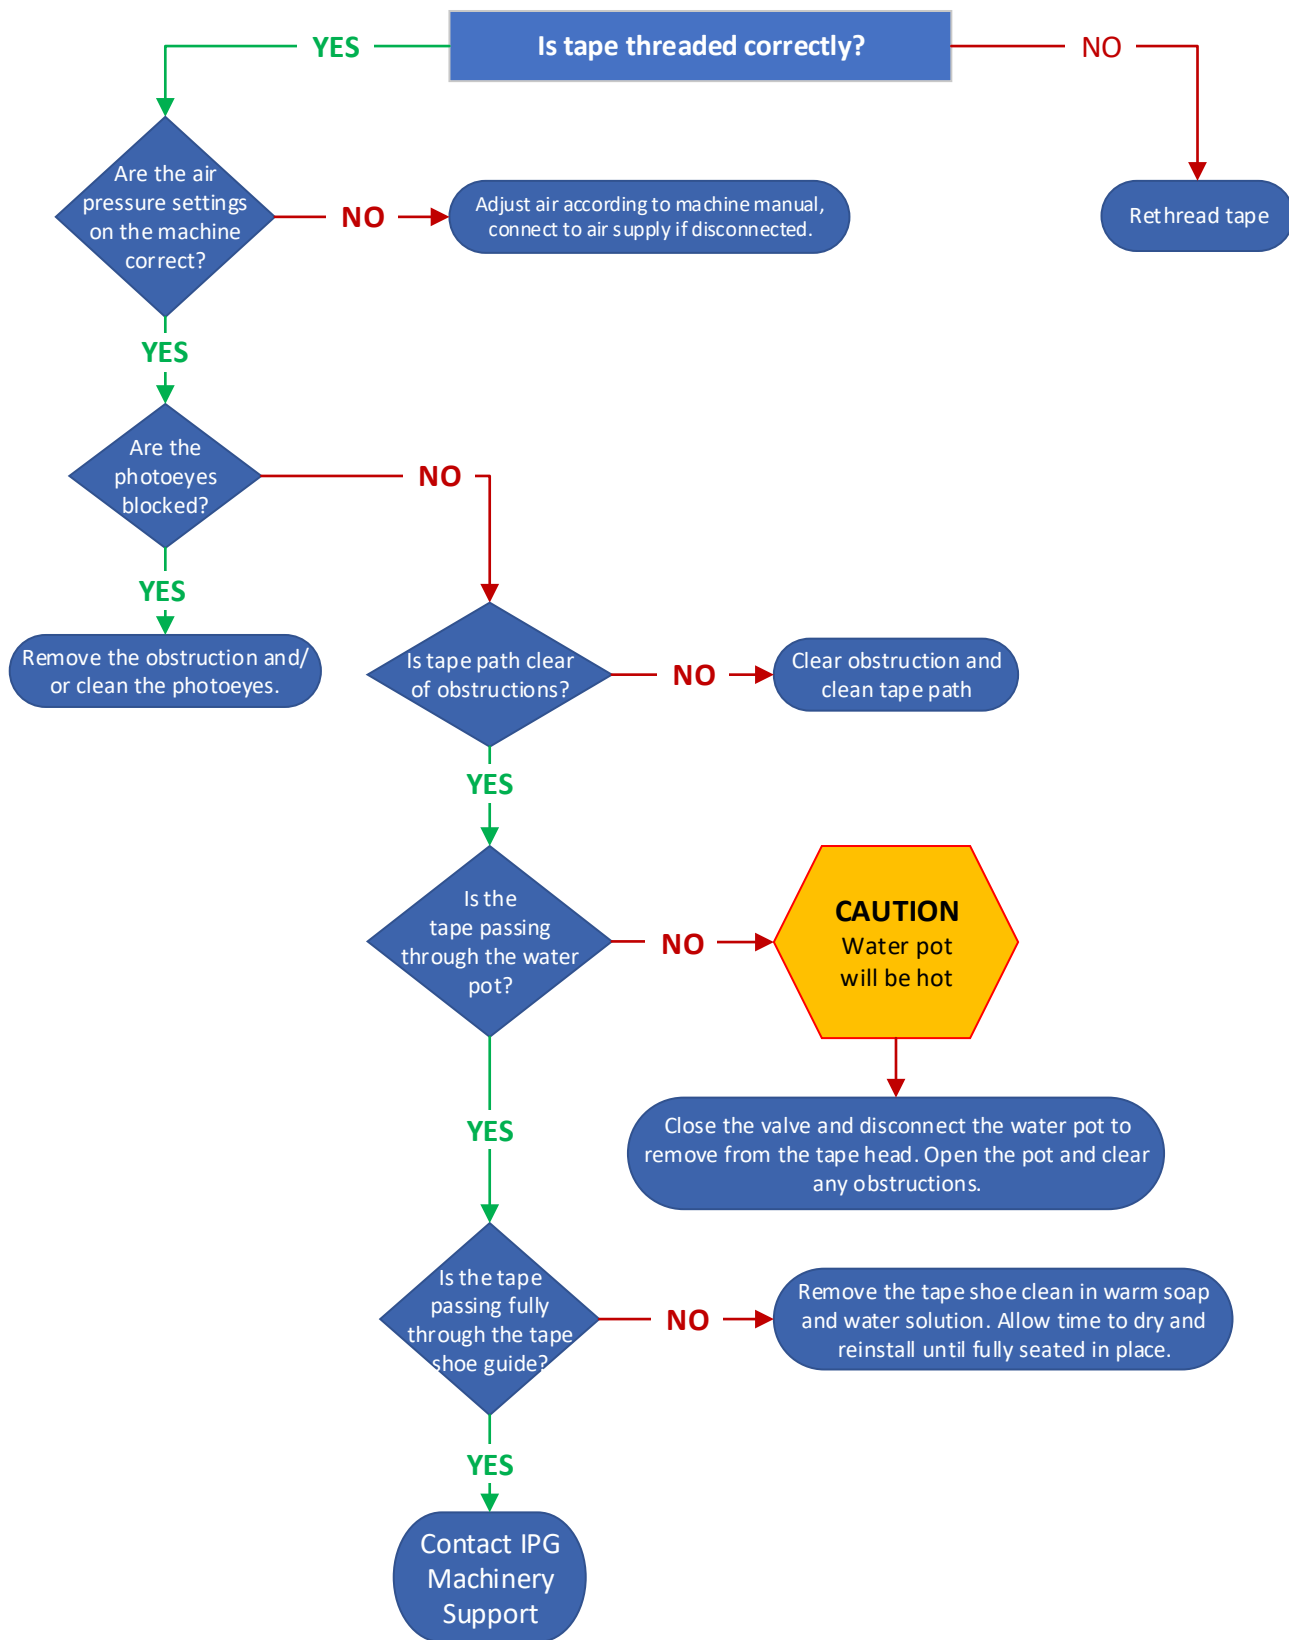 YES
Is tape threaded correctly?
NO
Are the air
pressure settings
on the machine
correct?
NO
Adjust air according to machine manual,
connect to air supply if disconnected.
Rethread tape
YES
Are the
photoeyes
blocked?
NO
YES
Remove the obstruction and/
or clean the photoeyes.
Is tape path clear
of obstructions?
NO
Clear obstruction and
clean tape path
YES
Is the
tape passing
through the water
pot?
NO
CAUTION
Water pot
will be hot
YES
Close the valve and disconnect the water pot to
remove from the tape head. Open the pot and clear
any obstructions.
Is the tape
passing fully
through the tape
shoe guide?
NO
Remove the tape shoe clean in warm soap
and water solution. Allow time to dry and
reinstall until fully seated in place.
YES
Contact IPG
Machinery
Support